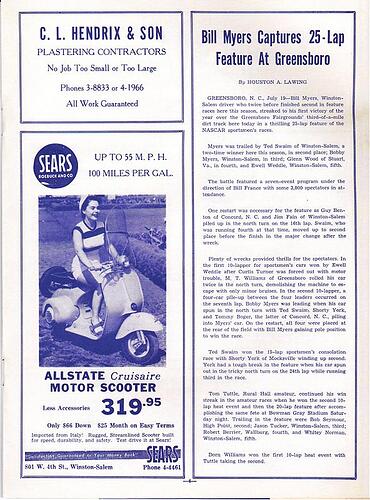 C. L. HENDRIX & SON
PLASTERING CONTRACTORS
No Job Too Small or Too Large
Phones 3-8833 or 4-1966
All Work Guaranteed
SEARS
ROEBUCK AND CO
UP TO 55 M. P. H.
100 MILES PER GAL.
ALLSTATE Cruisaire
MOTOR SCOOTER
Less Accessories 319.95
Only $66 Down $25 Month on Easy Terms
Imported from Italy! Rugged, Streamlined Scooter built
for speed, durability, and safety. Test drive it at Sears!
"Satisfaction Guaranteed or Your Money Back" SEARS
801 W. 4th St., Winston-Salem Phone 4-4461
Bill Myers Captures 25-Lap
Feature At Greensboro
By HOUSTON A. LAWING
GREENSBORO, N. C., July 19—Bill Myers, Winston-
Salem driver who twice before finished second in feature
races here this season, streaked to his first victory of the
year over the Greensboro Fairgrounds' third-of-a-mile
dirt track here today in a thrilling 25-lap feature of the
NASCAR sportsmen's races.
Myers was trailed by Ted Swaim of Winston-Salem, a
two-time winner here this season, in second place; Bobby
Myers, Winston-Salem, in third; Glenn Wood of Stuart,
Va., in fourth, and Ewell Weddle, Winston-Salem, fifth.
The battle featured a seven-event program under the
direction of Bill France with some 2,000 spectators in at-
tendance.
One restart was necessary for the feature as Guy Ben-
ton of Concord, N. C. and Jim Fain of Winston-Salem
piled up in the north turn on the 16th lap. Swaim, who
was running fourth at that time, moved up to second
place before the finish in the major change after the
wreck.
Plenty of wrecks provided thrills for the spectators. In
the first 10-lapper for sportsmen's cars won by Ewell
Weddle after Curtis Turner was forced out with motor
trouble, M. T. Williams of Greensboro rolled his car
twice in the north turn, demolishing the machine to es-
cape with only minor bruises. In the second 10-lapper, a
four-car pile-up between the four leaders occurred on
the seventh lap. Bobby Myers was leading when his car
spun in the north turn with Ted Swaim, Shorty York,
and Tommy Roger, the latter of Concord, N. C., piling
into Myers' car. On the restart, all four were placed at
the rear of the field with Bill Myers gaining pole position
to win the race.
Ted Swaim won the 15-lap sportsmen's consolation
race with Shorty York of Mocksville winding up second.
York had a tough break in the feature when his car spun
out in the tricky north turn on the 24th lap while running
third in the race.
Tom Tuttle, Rural Hall amateur, continued his win
streak in the amateur races when he won the second 10-
lap heat event and then the 20-lap feature after accom-
plishing the same fete at Bowman Gray Stadium Satur-
day night. Trailing in the feature were Bob
High Point, second; Jason Tucker, Winston-Salem, third;
Robert Berrier, Wallburg, fourth, and Whitey Norman,
Winston-Salem, fifth.
Doen Williams won the first 10-lap heat event with
Tuttle taking the second.